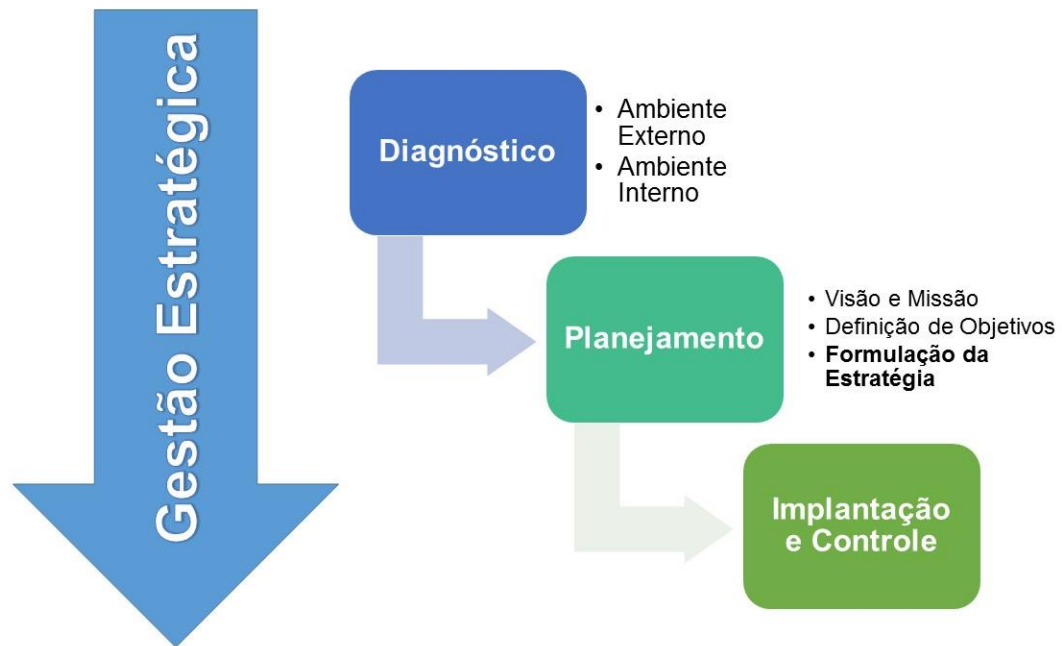 Gestão Estratégica
Diagnóstico
• Ambiente
Externo
• Ambiente
Interno
Planejamento
• Visão e Missão
• Definição de Objetivos
• Formulação da
Estratégia
Implantação
e Controle